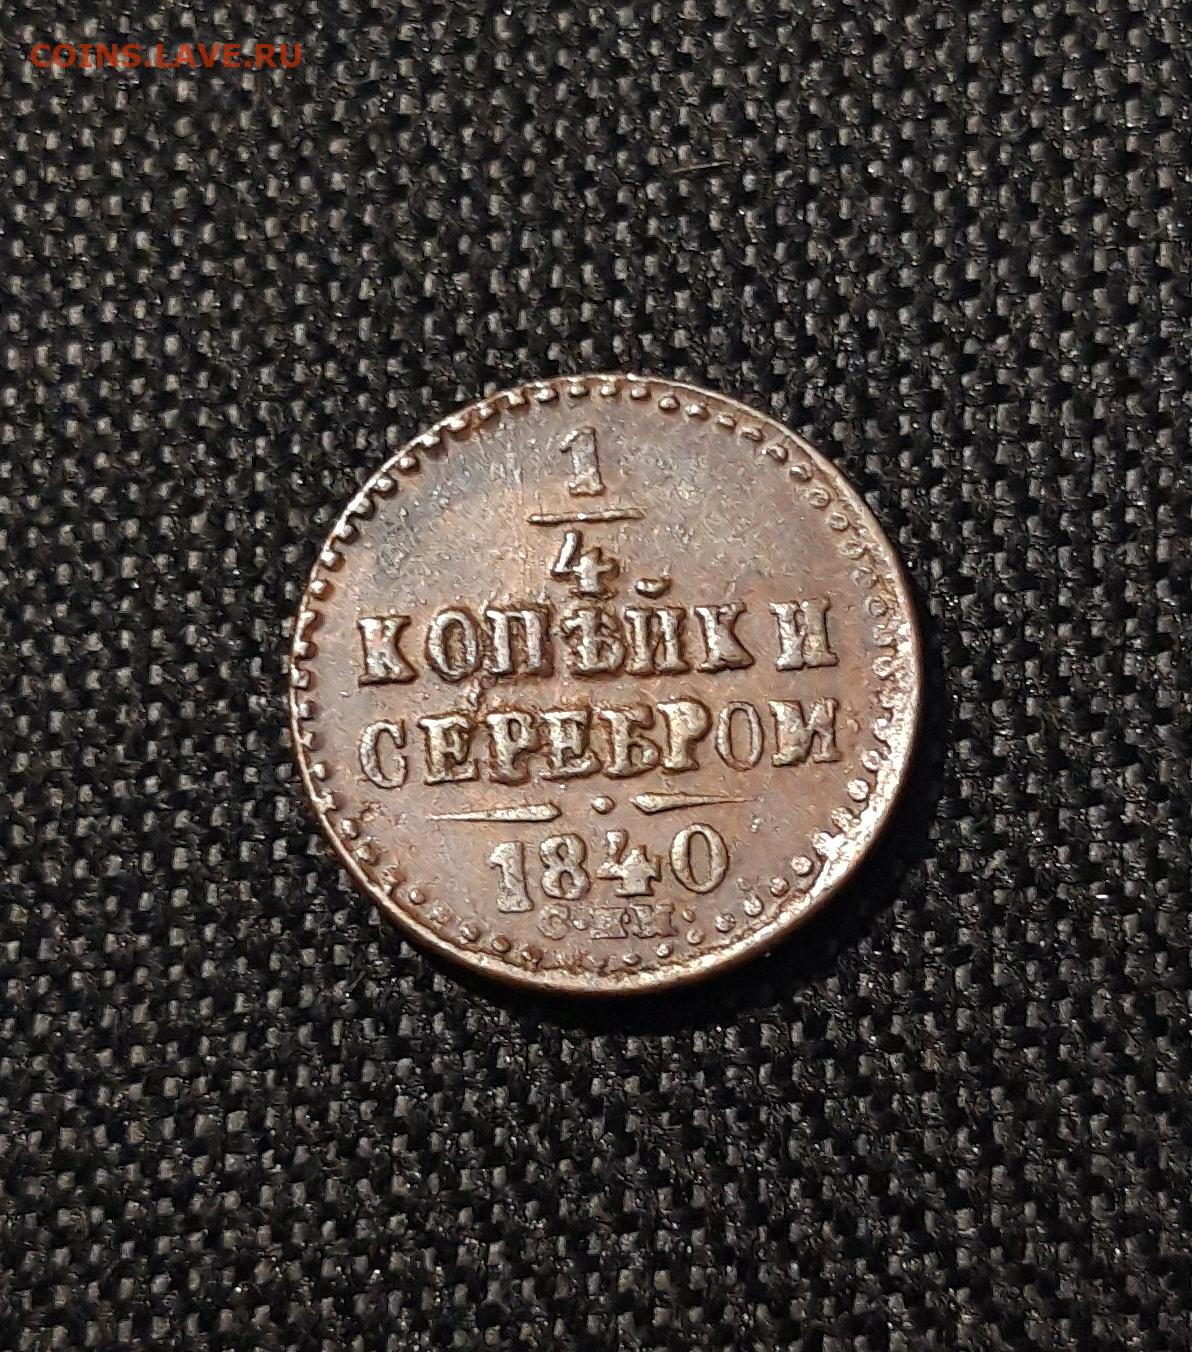 COINS.LAVE.RU
1
4
КОПѢЙКИ
СЕРЕБРОМ
1840